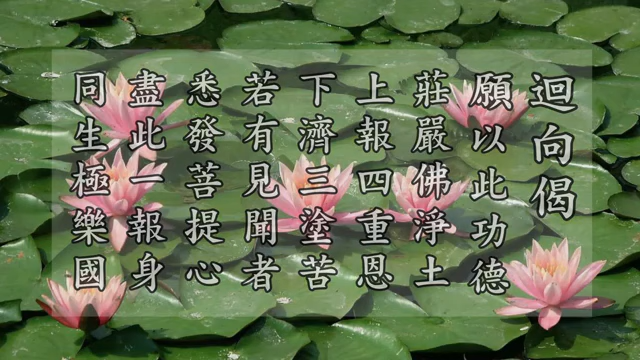 迴向偈
願以此功德
莊嚴佛淨土
上報四重恩
下濟三塗苦
若有見聞者
悉發菩提心
盡此一報身
同生極樂國